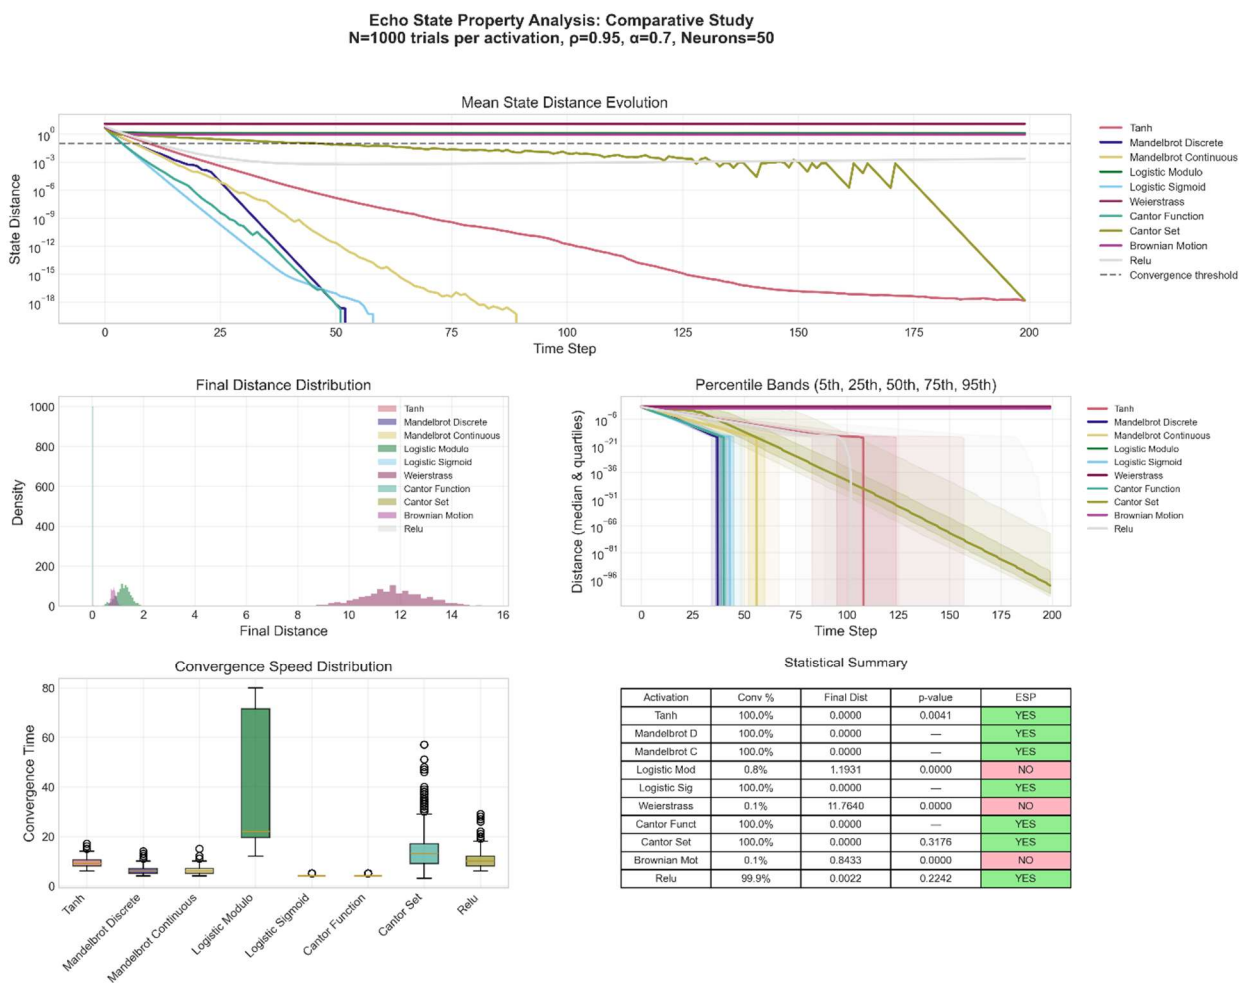 Echo State Property Analysis: Comparative Study
N=1000 trials per activation, ρ=0.95, α=0.7, Neurons=50
Mean State Distance Evolution
State Distance
10^0
10^-3
10^-6
10^-9
10^-12
10^-15
10^-18
0 25 50 75 100 125 150 175 200
Time Step
Tanh
Mandelbrot Discrete
Mandelbrot Continuous
Logistic Modulo
Logistic Sigmoid
Weierstrass
Cantor Function
Cantor Set
Brownian Motion
Relu
Convergence threshold
Final Distance Distribution
Density
1000
800
600
400
200
0
0 2 4 6 8 10 12 14 16
Final Distance
Tanh
Mandelbrot Discrete
Mandelbrot Continuous
Logistic Modulo
Logistic Sigmoid
Weierstrass
Cantor Function
Cantor Set
Brownian Motion
Relu
Percentile Bands (5th, 25th, 50th, 75th, 95th)
Distance (median & quartiles)
10^-6
10^-21
10^-36
10^-51
10^-66
10^-81
10^-96
0 25 50 75 100 125 150 175 200
Time Step
Tanh
Mandelbrot Discrete
Mandelbrot Continuous
Logistic Modulo
Logistic Sigmoid
Weierstrass
Cantor Function
Cantor Set
Brownian Motion
Relu
Convergence Speed Distribution
Convergence Time
80
60
40
20
0
Tanh
Mandelbrot Discrete
Mandelbrot Continuous
Logistic Modulo
Logistic Sigmoid
Cantor Function
Cantor Set
Relu
Statistical Summary
Activation Conv % Final Dist p-value ESP
Tanh 100.0% 0.0000 0.0041 YES
Mandelbrot D 100.0% 0.0000 — YES
Mandelbrot C 100.0% 0.0000 — YES
Logistic Mod 0.8% 1.1931 0.0000 NO
Logistic Sig 100.0% 0.0000 — YES
Weierstrass 0.1% 11.7640 0.0000 NO
Cantor Funct 100.0% 0.0000 — YES
Cantor Set 100.0% 0.0000 0.3176 YES
Brownian Mot 0.1% 0.8433 0.0000 NO
Relu 99.9% 0.0022 0.2242 YES